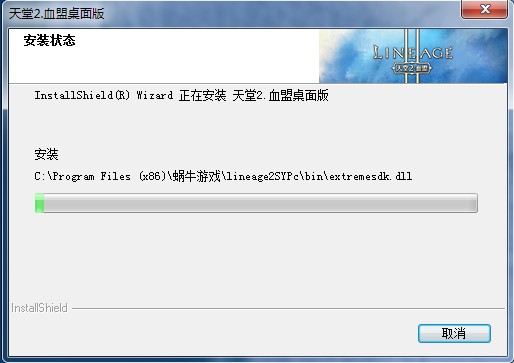 天堂2.血盟桌面版
安装状态
LINEAGE
天堂2:血盟
InstallShield(R) Wizard 正在安装 天堂2.血盟桌面版
安装
C:\Program Files (x86)\蜗牛游戏\lineage2SYPc\bin\extremesdk.dll
InstallShield
取消